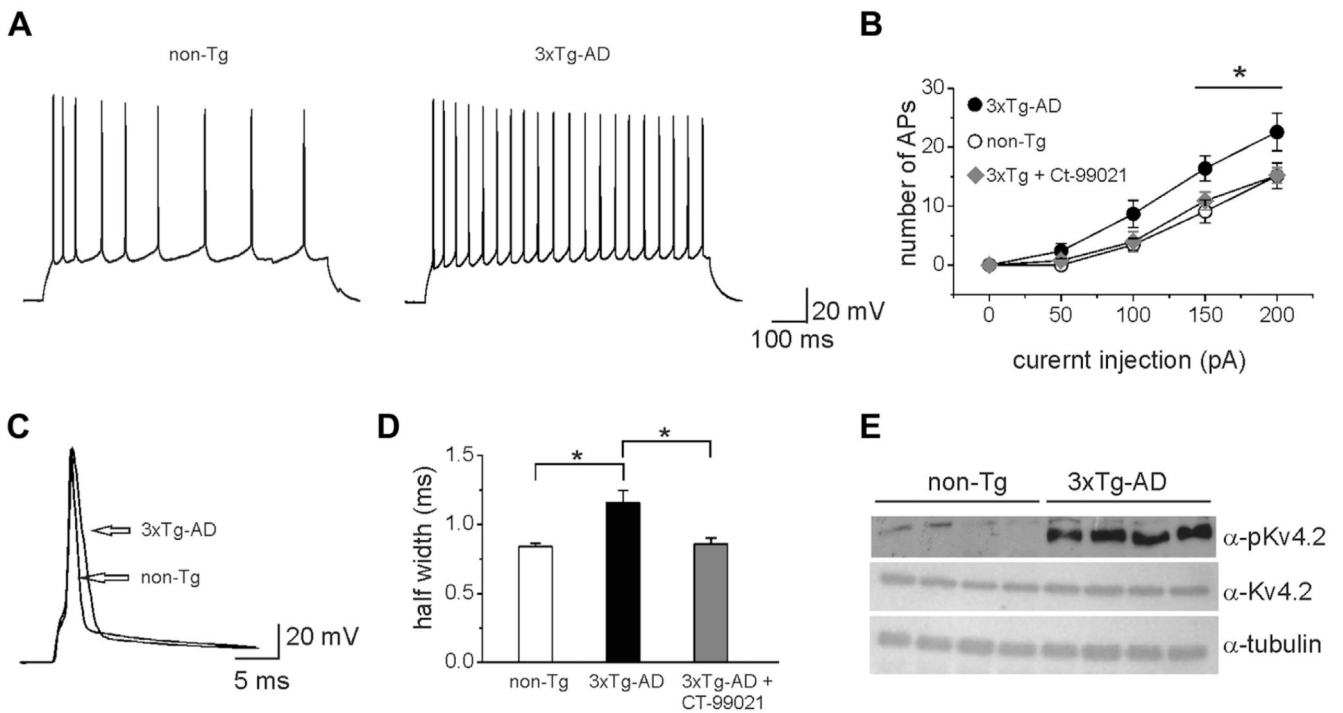 A
non-Tg
3xTg-AD
20 mV
100 ms
B
*
30
20
10
0
3xTg-AD
non-Tg
3xTg + Ct-99021
number of APs
0 50 100 150 200
curernt injection (pA)
C
3xTg-AD
non-Tg
20 mV
5 ms
D
* *
1.5
1.0
0.5
0.0
half width (ms)
non-Tg 3xTg-AD 3xTg-AD +
CT-99021
E
non-Tg 3xTg-AD
α-pKv4.2
α-Kv4.2
α-tubulin